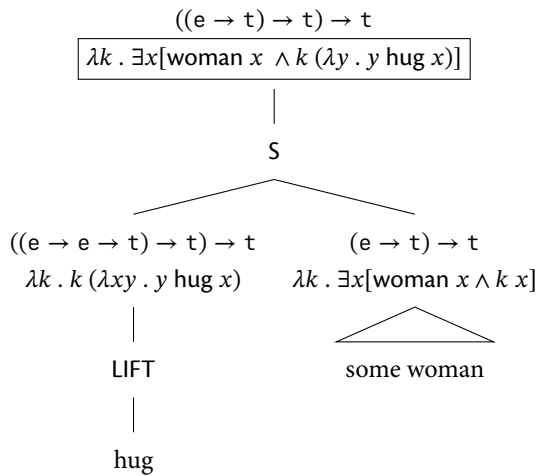 ((e → t) → t) → t
λk . ∃x[woman x ∧ k (λy . y hug x)]
S
((e → e → t) → t) → t (e → t) → t
λk . k (λxy . y hug x) λk . ∃x[woman x ∧ k x]
LIFT some woman
hug